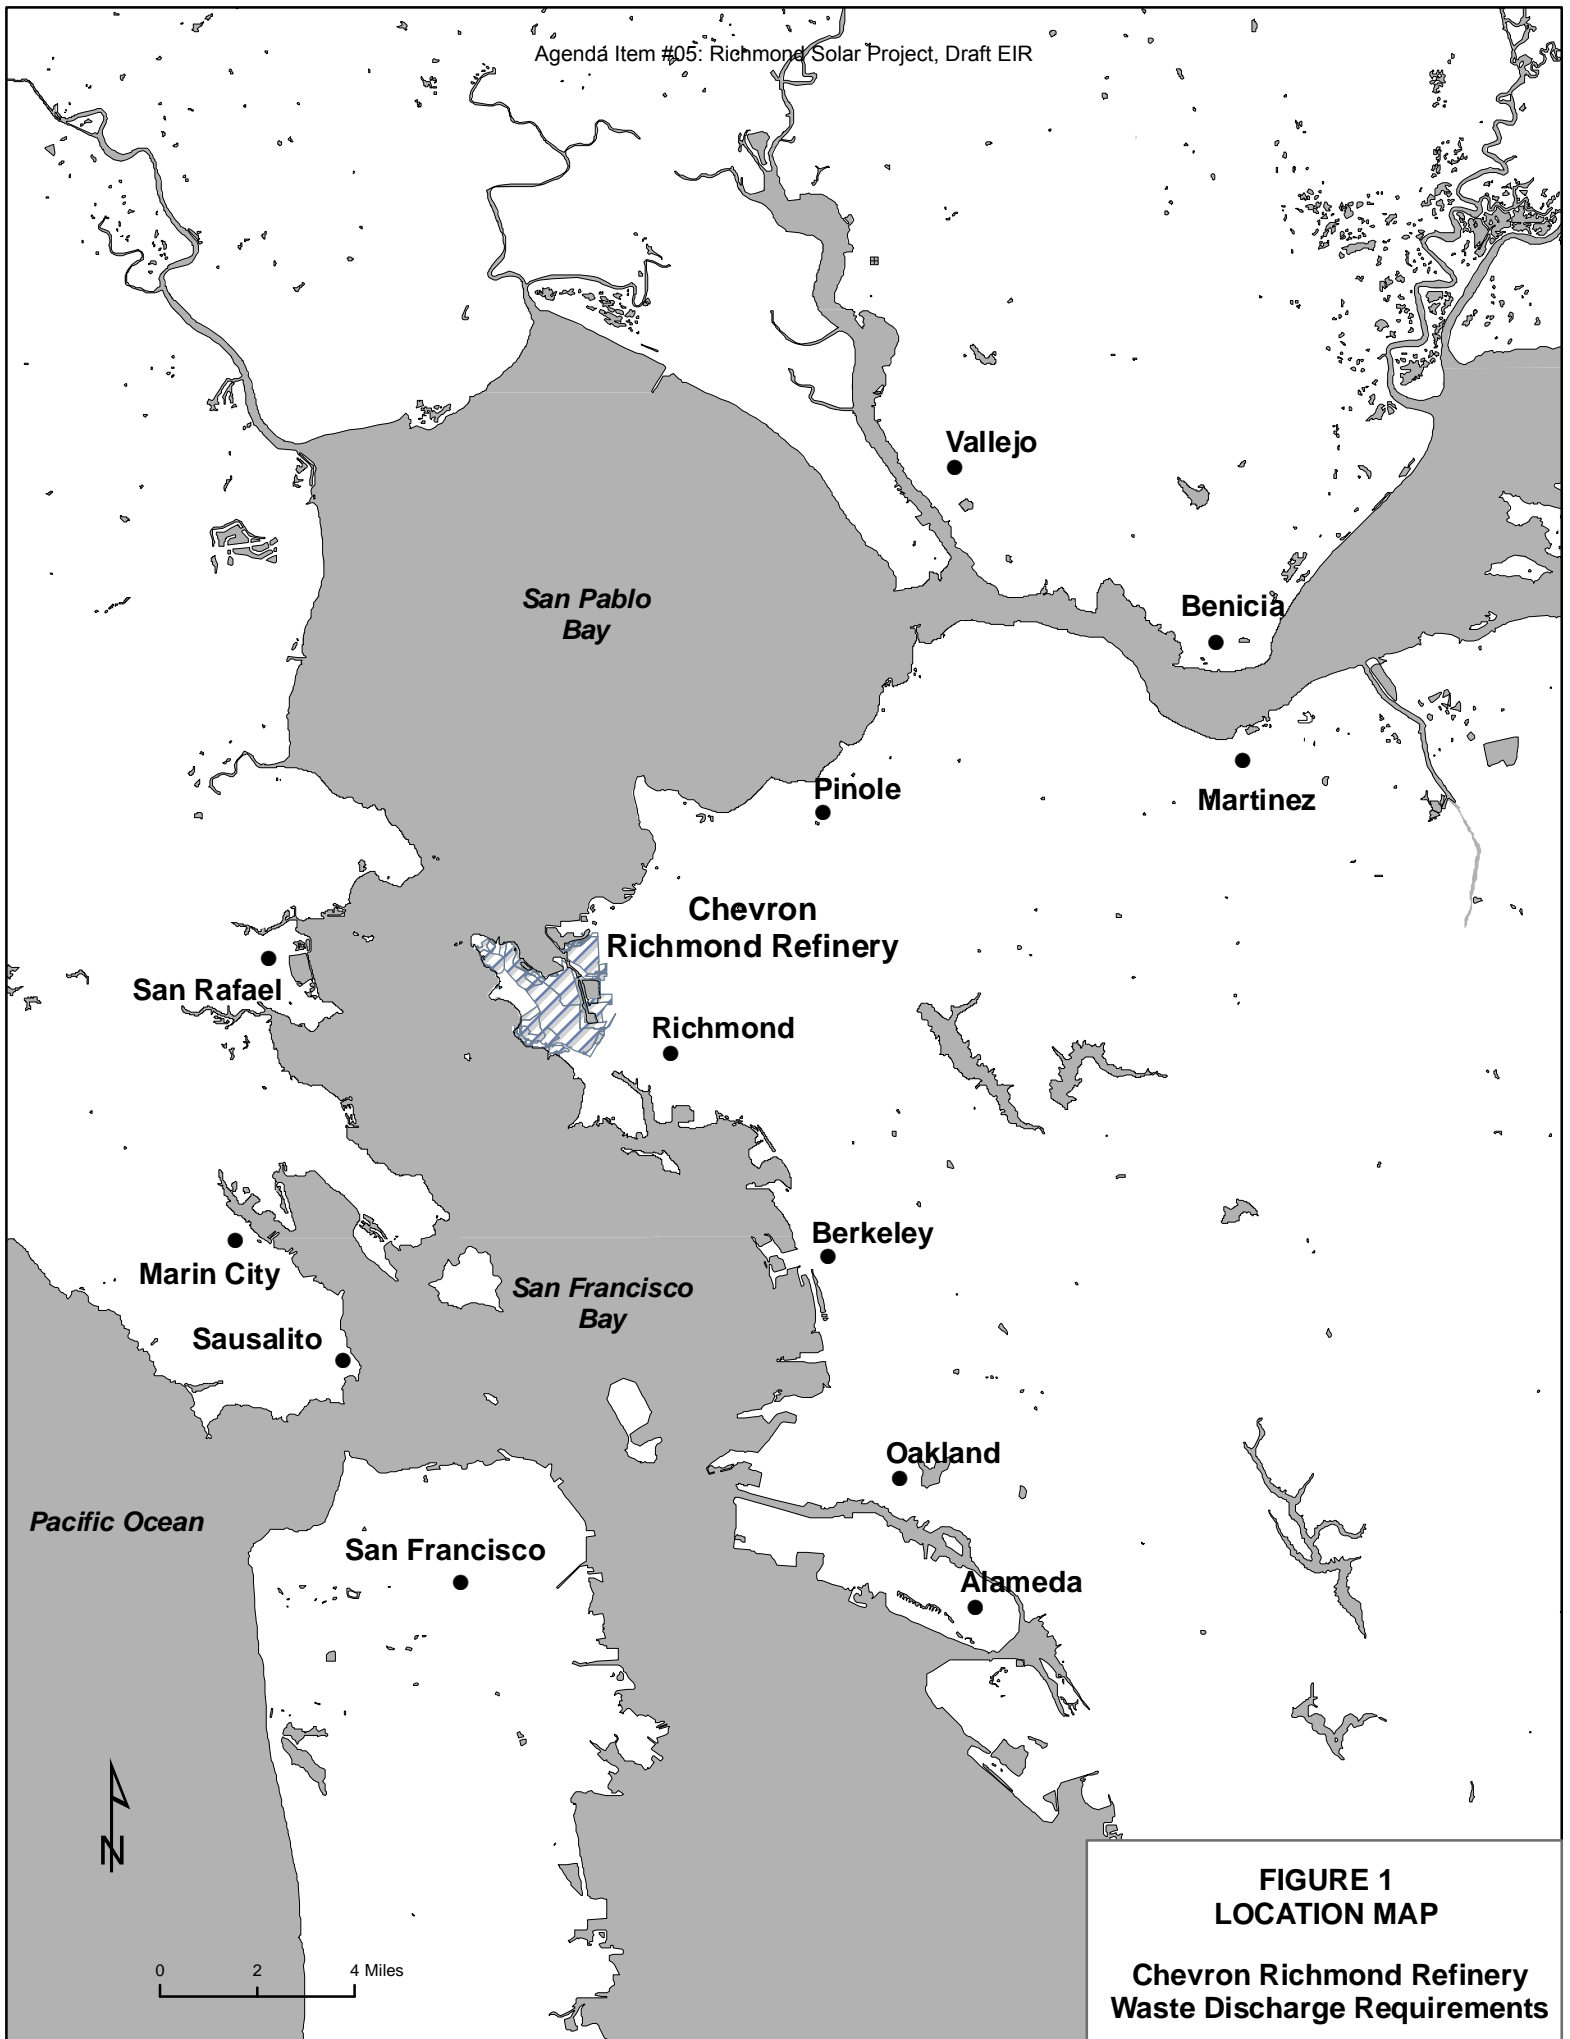 Agenda Item #05: Richmond Solar Project, Draft EIR
Vallejo
San Pablo
Bay
Benicia
Pinole
Martinez
Chevron
Richmond Refinery
San Rafael
Richmond
Berkeley
Marin City
San Francisco
Bay
Sausalito
Oakland
Pacific Ocean
San Francisco
Alameda
N
0 2 4 Miles
FIGURE 1
LOCATION MAP
Chevron Richmond Refinery
Waste Discharge Requirements